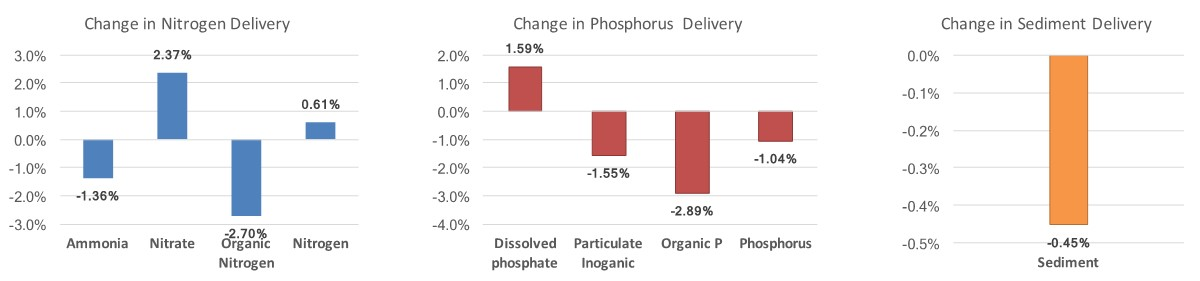 Change in Nitrogen Delivery
3.0%
2.0%
1.0%
0.0%
-1.0%
-2.0%
-3.0%
-1.36%
2.37%
-2.70%
0.61%
Ammonia
Nitrate
Organic
Nitrogen
Nitrogen
Change in Phosphorus Delivery
2.0%
1.0%
0.0%
-1.0%
-2.0%
-3.0%
-4.0%
1.59%
-1.55%
-2.89%
-1.04%
Dissolved
phosphate
Particulate
Inoganic
Organic P
Phosphorus
Change in Sediment Delivery
0.0%
-0.1%
-0.2%
-0.3%
-0.4%
-0.5%
-0.45%
Sediment